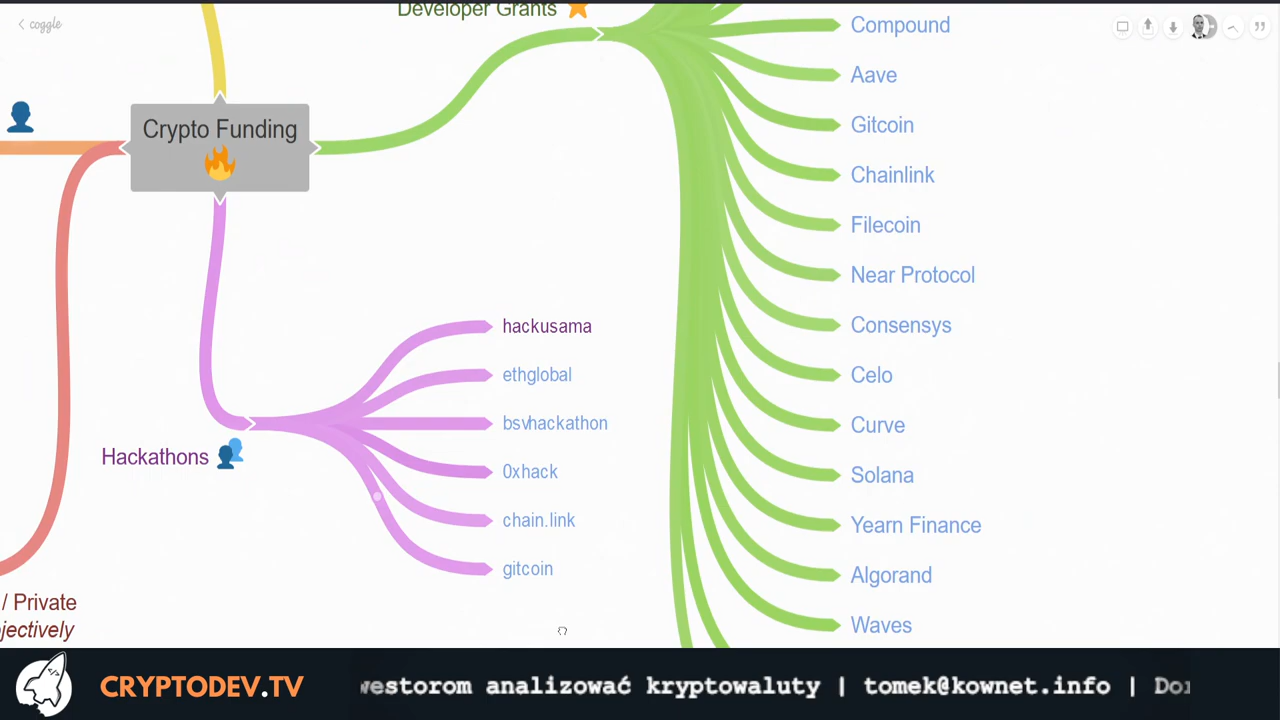 coggle
Developer Grants
Crypto Funding
Compound
Aave
Gitcoin
Chainlink
Filecoin
Near Protocol
Consensys
Celo
Curve
Solana
Yearn Finance
Algorand
Waves
hackusama
ethglobal
bsvhackathon
0xhack
chain.link
gitcoin
Hackathons
/ Private
jectively
CRYPTODEV.TV
westorom analizować kryptowaluty | tomek@kownet.info |